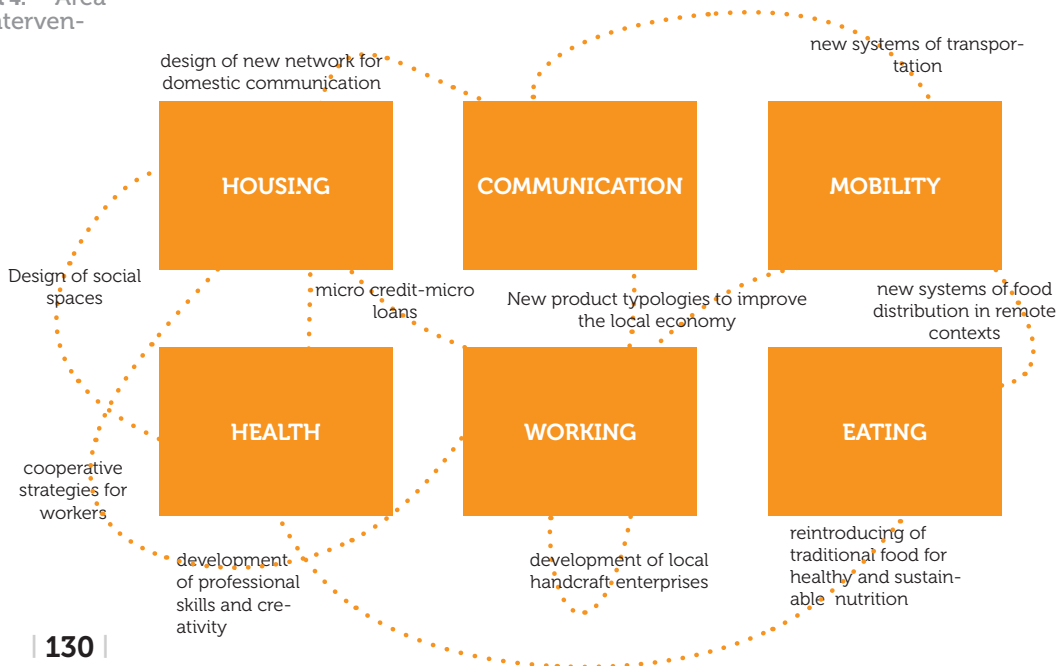 4. Area
nterven-
design of new network for
domestic communication
new systems of transpor-
tation
HOUSING
COMMUNICATION
MOBILITY
Design of social
spaces
micro credit-micro
loans
New product typologies to improve
the local economy
new systems of food
distribution in remote
contexts
HEALTH
WORKING
EATING
cooperative
strategies for
workers
development
of professional
skills and cre-
ativity
development of local
handcraft enterprises
reintroducing of
traditional food for
healthy and sustain-
able nutrition
| 130 |